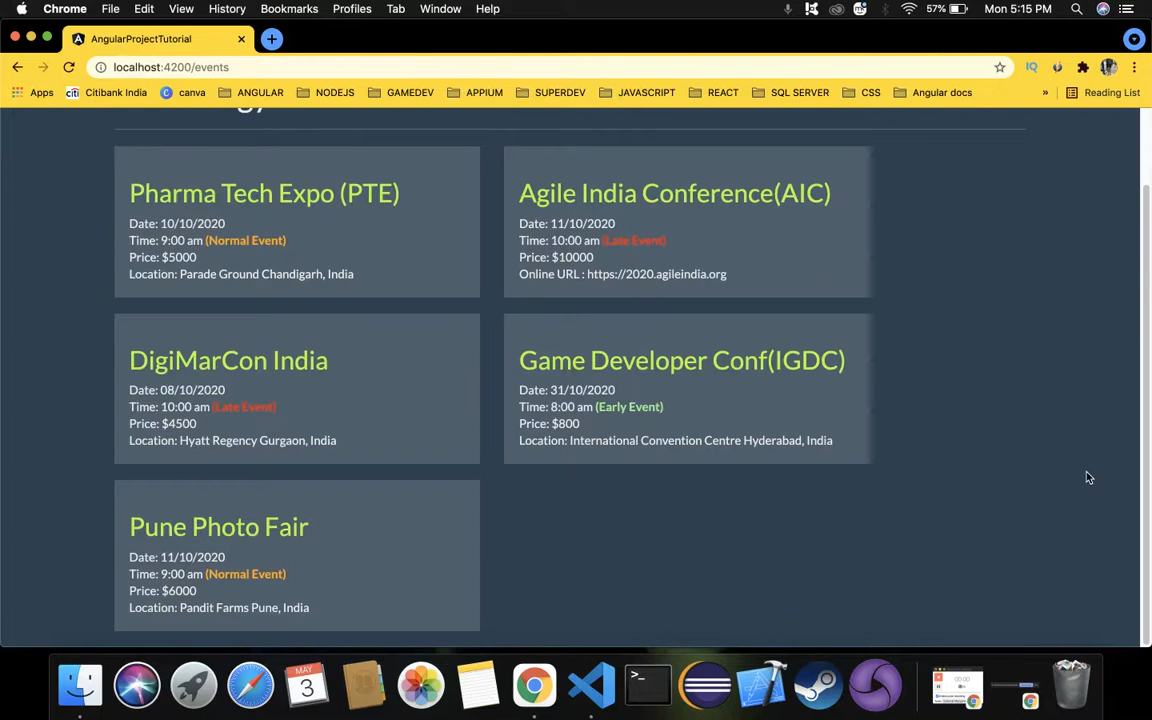 Chrome File Edit View History Bookmarks Profiles Tab Window Help 57% Mon 5:15 PM
AngularProjectTutorial
localhost:4200/events
Apps citi Citibank India canva ANGULAR NODEJS GAMEDEV APPIUM SUPERDEV JAVASCRIPT REACT SQL SERVER CSS Angular docs » Reading List
Pharma Tech Expo (PTE)
Date: 10/10/2020
Time: 9:00 am (Normal Event)
Price: $5000
Location: Parade Ground Chandigarh, India
Agile India Conference(AIC)
Date: 11/10/2020
Time: 10:00 am (Late Event)
Price: $10000
Online URL : https://2020.agileindia.org
DigiMarCon India
Date: 08/10/2020
Time: 10:00 am (Late Event)
Price: $4500
Location: Hyatt Regency Gurgaon, India
Game Developer Conf(IGDC)
Date: 31/10/2020
Time: 8:00 am (Early Event)
Price: $800
Location: International Convention Centre Hyderabad, India
Pune Photo Fair
Date: 11/10/2020
Time: 9:00 am (Normal Event)
Price: $6000
Location: Pandit Farms Pune, India
MAY
3